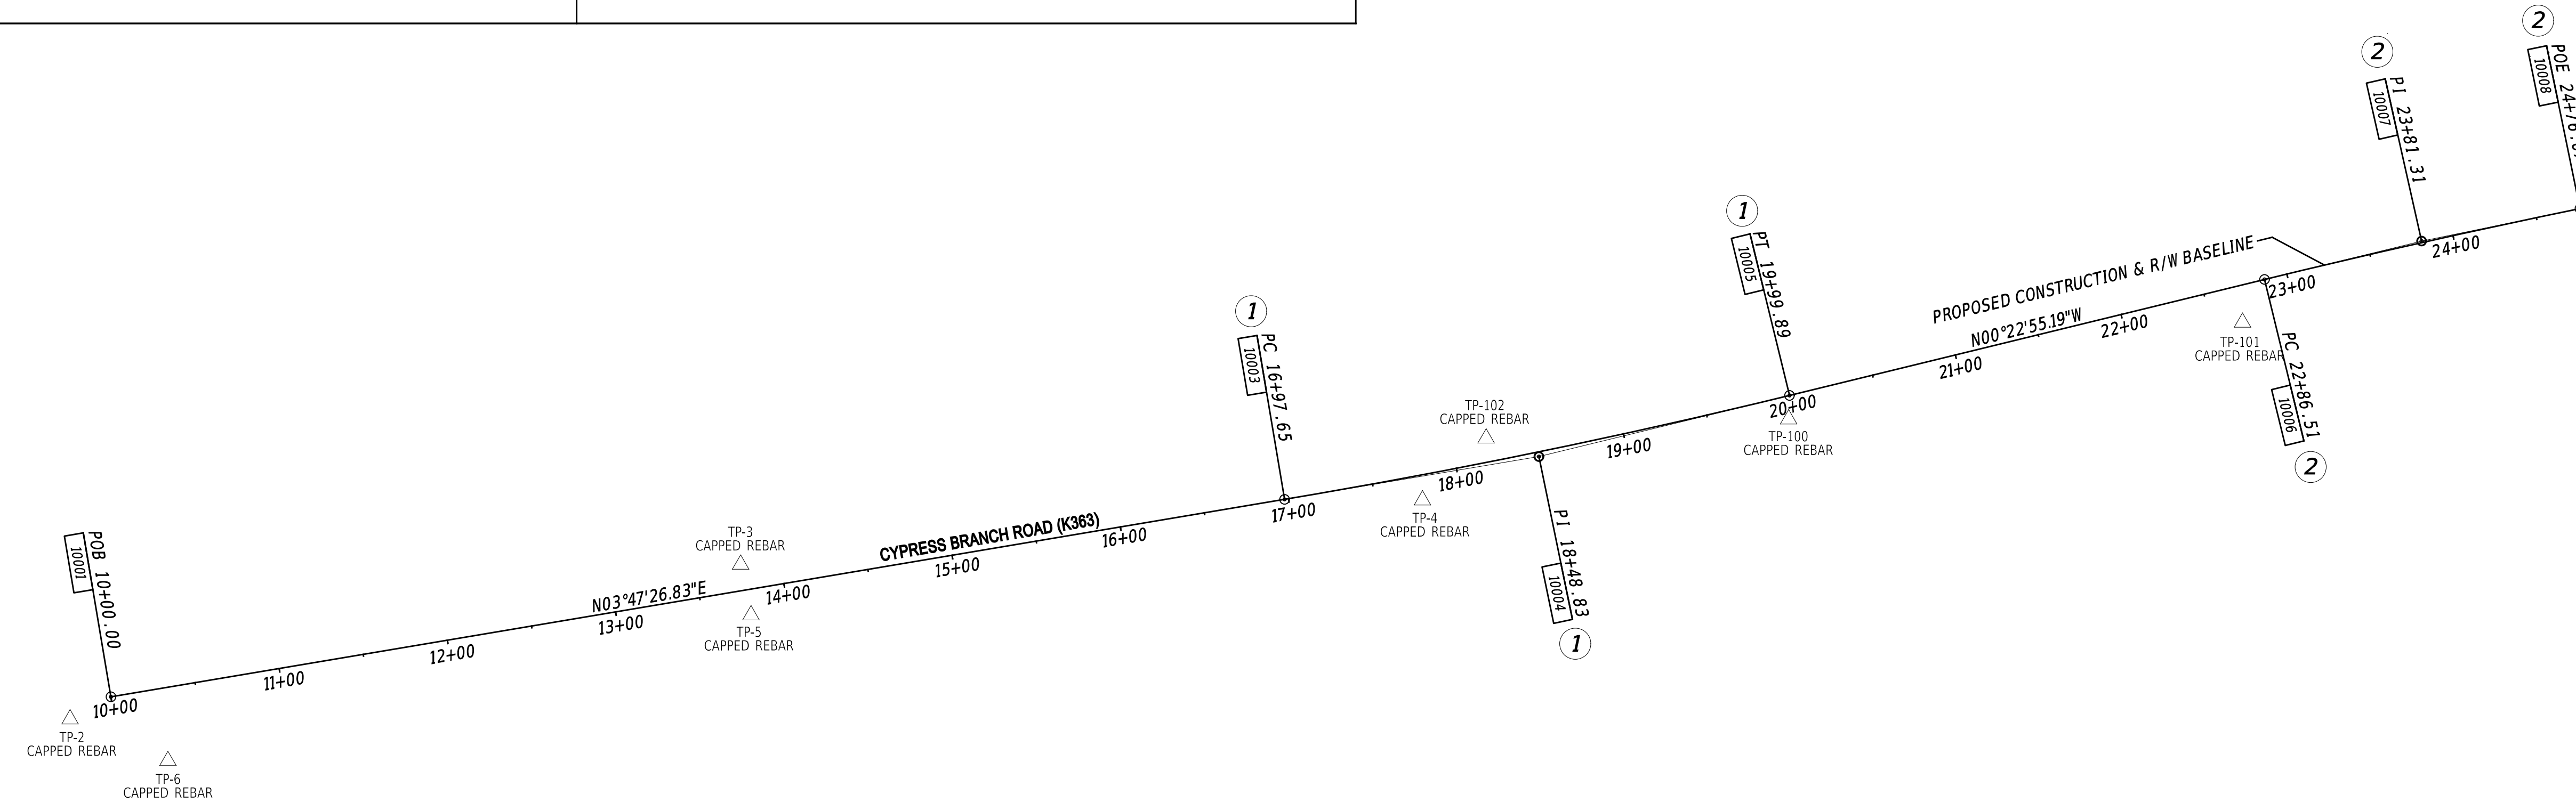 POB 10+00.00
10001
10+00
TP-2
CAPPED REBAR
TP-6
CAPPED REBAR
11+00
12+00
N03°47'26.83"E
13+00
TP-3
CAPPED REBAR
TP-5
CAPPED REBAR
14+00
CYPRESS BRANCH ROAD (K363)
15+00
16+00
1
PC 16+97.65
10003
17+00
TP-4
CAPPED REBAR
TP-102
CAPPED REBAR
18+00
PI 18+48.83
10004
1
19+00
1
PT 19+99.89
10005
20+00
TP-100
CAPPED REBAR
PROPOSED CONSTRUCTION & R/W BASELINE
N00°22'55.19"W
21+00
22+00
TP-101
CAPPED REBAR
23+00
PC 22+86.51
10006
2
2
PI 23+81.31
10007
24+00
2
POE
10008